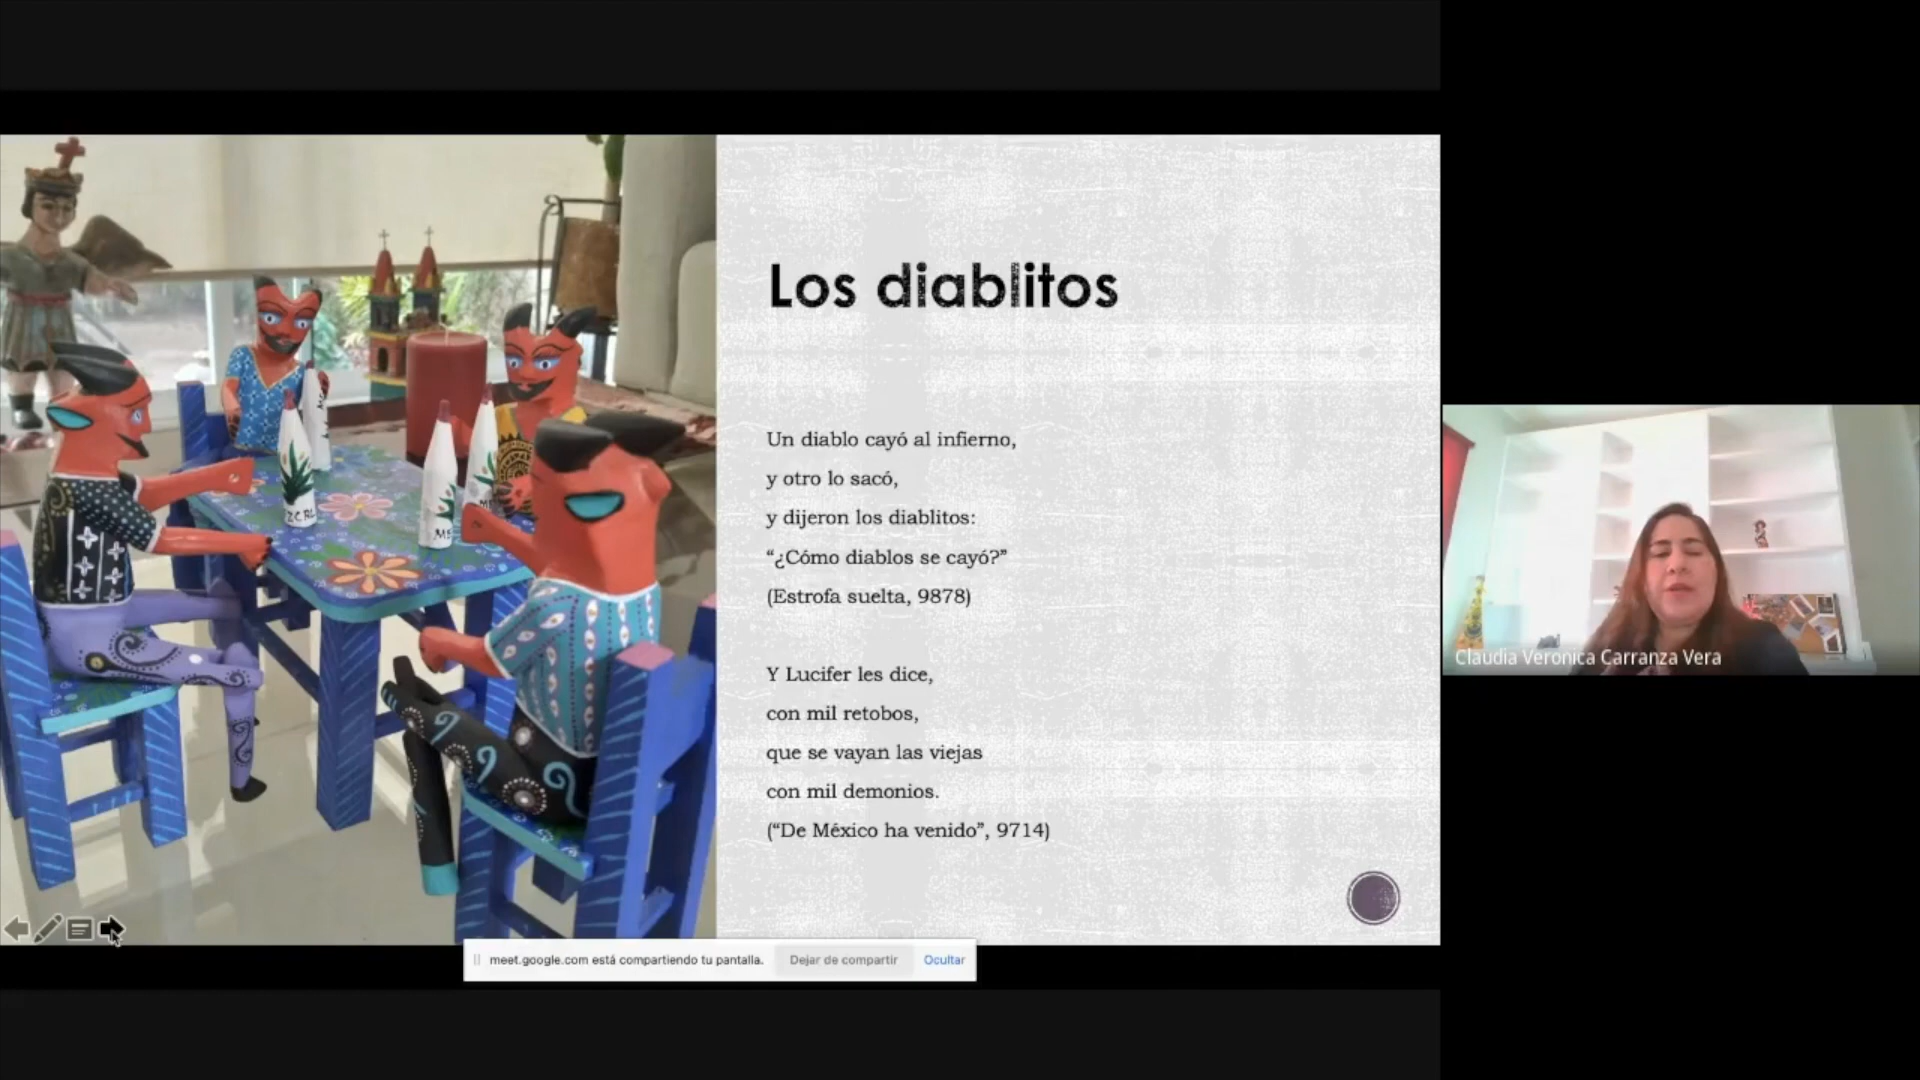 Los diablitos
Un diablo cayó al infierno,
y otro lo sacó,
y dijeron los diablitos:
“¿Cómo diablos se cayó?”
(Estrofa suelta, 9878)
Y Lucifer les dice,
con mil retobos,
que se vayan las viejas
con mil demonios.
(“De México ha venido”, 9714)
Claudia Veronica Carranza Vera
meet.google.com está compartiendo tu pantalla.
Dejar de compartir
Ocultar